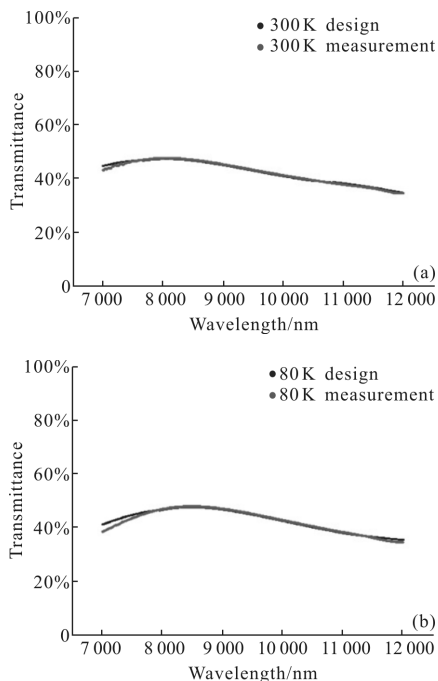 100%
80%
60%
40%
20%
0
Transmittance
300 K design
300 K measurement
(a)
7 000 8 000 9 000 10 000 11 000 12 000
Wavelength/nm
100%
80%
60%
40%
20%
0
Transmittance
80 K design
80 K measurement
(b)
7 000 8 000 9 000 10 000 11 000 12 000
Wavelength/nm